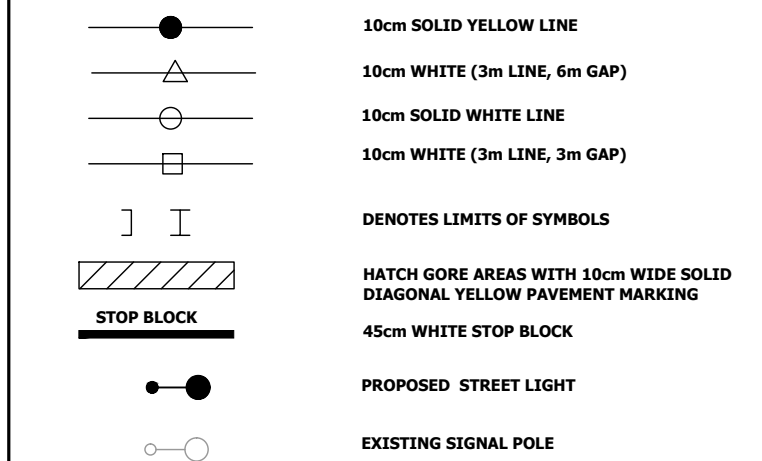 10cm SOLID YELLOW LINE
10cm WHITE (3m LINE, 6m GAP)
10cm SOLID WHITE LINE
10cm WHITE (3m LINE, 3m GAP)
DENOTES LIMITS OF SYMBOLS
HATCH GORE AREAS WITH 10cm WIDE SOLID
DIAGONAL YELLOW PAVEMENT MARKING
STOP BLOCK
45cm WHITE STOP BLOCK
PROPOSED STREET LIGHT
EXISTING SIGNAL POLE